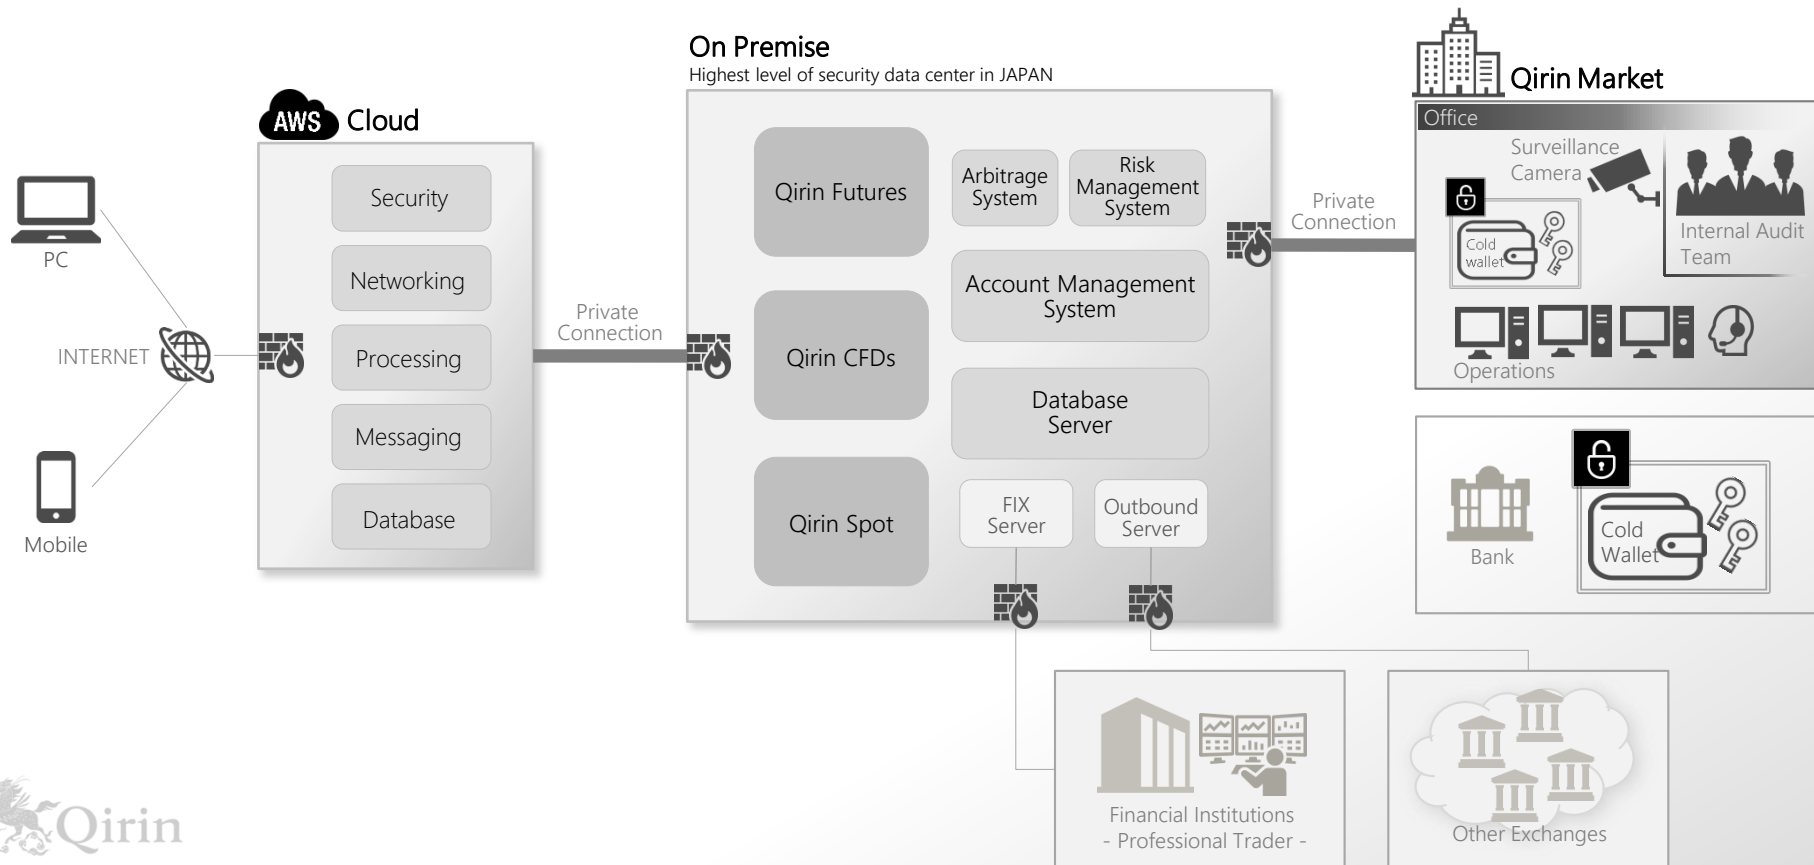 On Premise
Highest level of security data center in JAPAN
Qirin Market
AWS Cloud
Office
Surveillance
Camera
Internal Audit
Team
Cold
wallet
Operations
PC
INTERNET
Mobile
Security
Networking
Processing
Messaging
Database
Private
Connection
Qirin Futures
Qirin CFDs
Qirin Spot
Arbitrage
System
Risk
Management
System
Account Management
System
Database
Server
FIX
Server
Outbound
Server
Private
Connection
Bank
Cold
Wallet
Financial Institutions
- Professional Trader -
Other Exchanges
Qirin